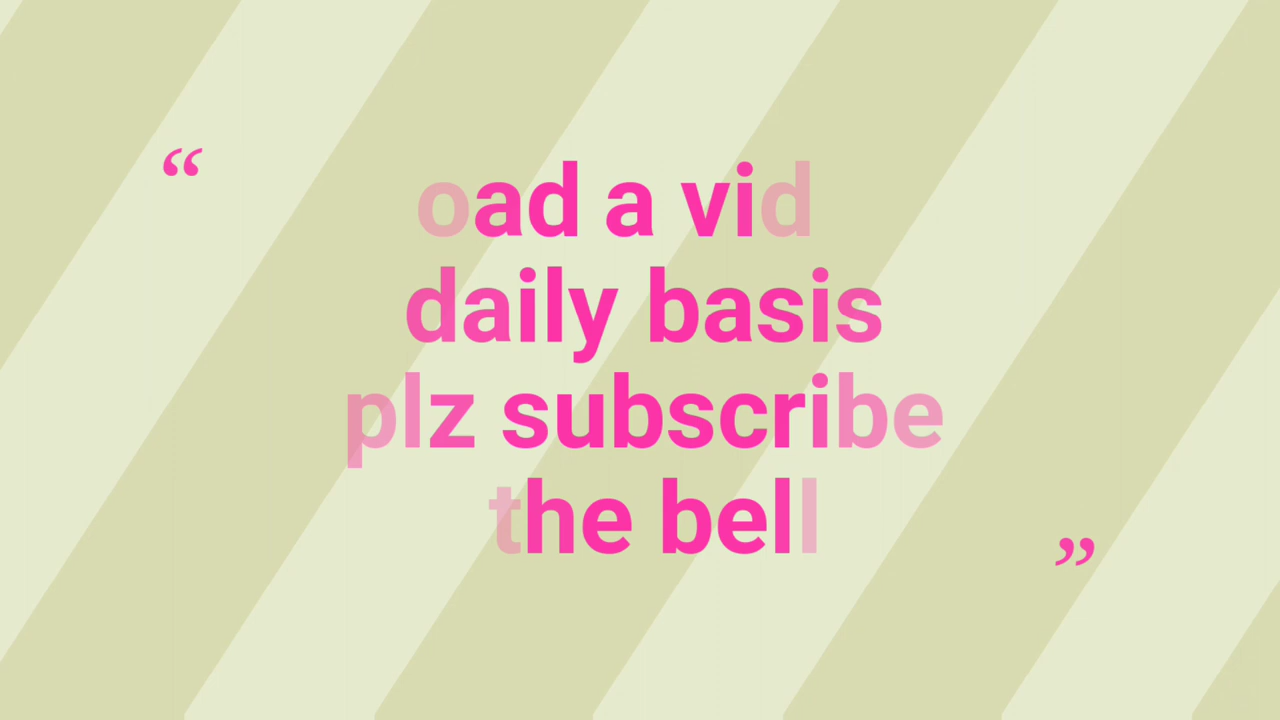 “
oad a vid
daily basis
plz subscribe
the bell
”